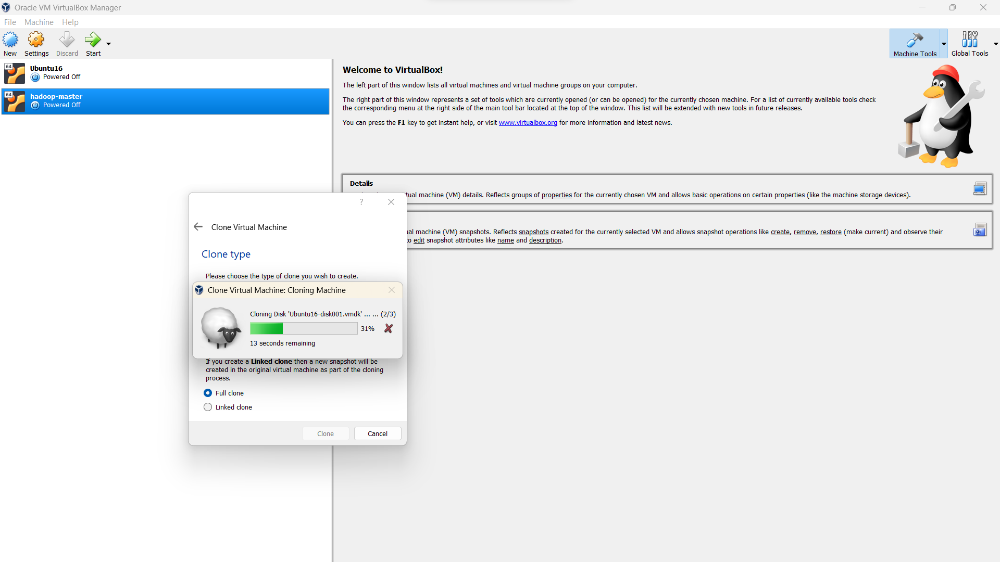 Oracle VM VirtualBox Manager
File Machine Help
New Settings Discard Start
Machine Tools Global Tools
64
Ubuntu16
Powered Off
64
hadoop-master
Powered Off
Welcome to VirtualBox!
The left part of this window lists all virtual machines and virtual machine groups on your computer.
The right part of this window represents a set of tools which are currently opened (or can be opened) for the currently chosen machine. For a list of currently available tools check
the corresponding menu at the right side of the main tool bar located at the top of the window. This list will be extended with new tools in future releases.
You can press the F1 key to get instant help, or visit www.virtualbox.org for more information and latest news.
Details
machine (VM) details. Reflects groups of properties for the currently chosen VM and allows basic operations on certain properties (like the machine storage devices).
machine (VM) snapshots. Reflects snapshots created for the currently selected VM and allows snapshot operations like create, remove, restore (make current) and observe their
to edit snapshot attributes like name and description.
?
Clone Virtual Machine
Clone type
Please choose the type of clone you wish to create.
Clone Virtual Machine: Cloning Machine
Cloning Disk 'Ubuntu16-disk001.vmdk' ... ... (2/3)
31%
13 seconds remaining
If you create a Linked clone then a new snapshot will be
created in the original virtual machine as part of the cloning
process.
Full clone
Linked clone
Clone Cancel